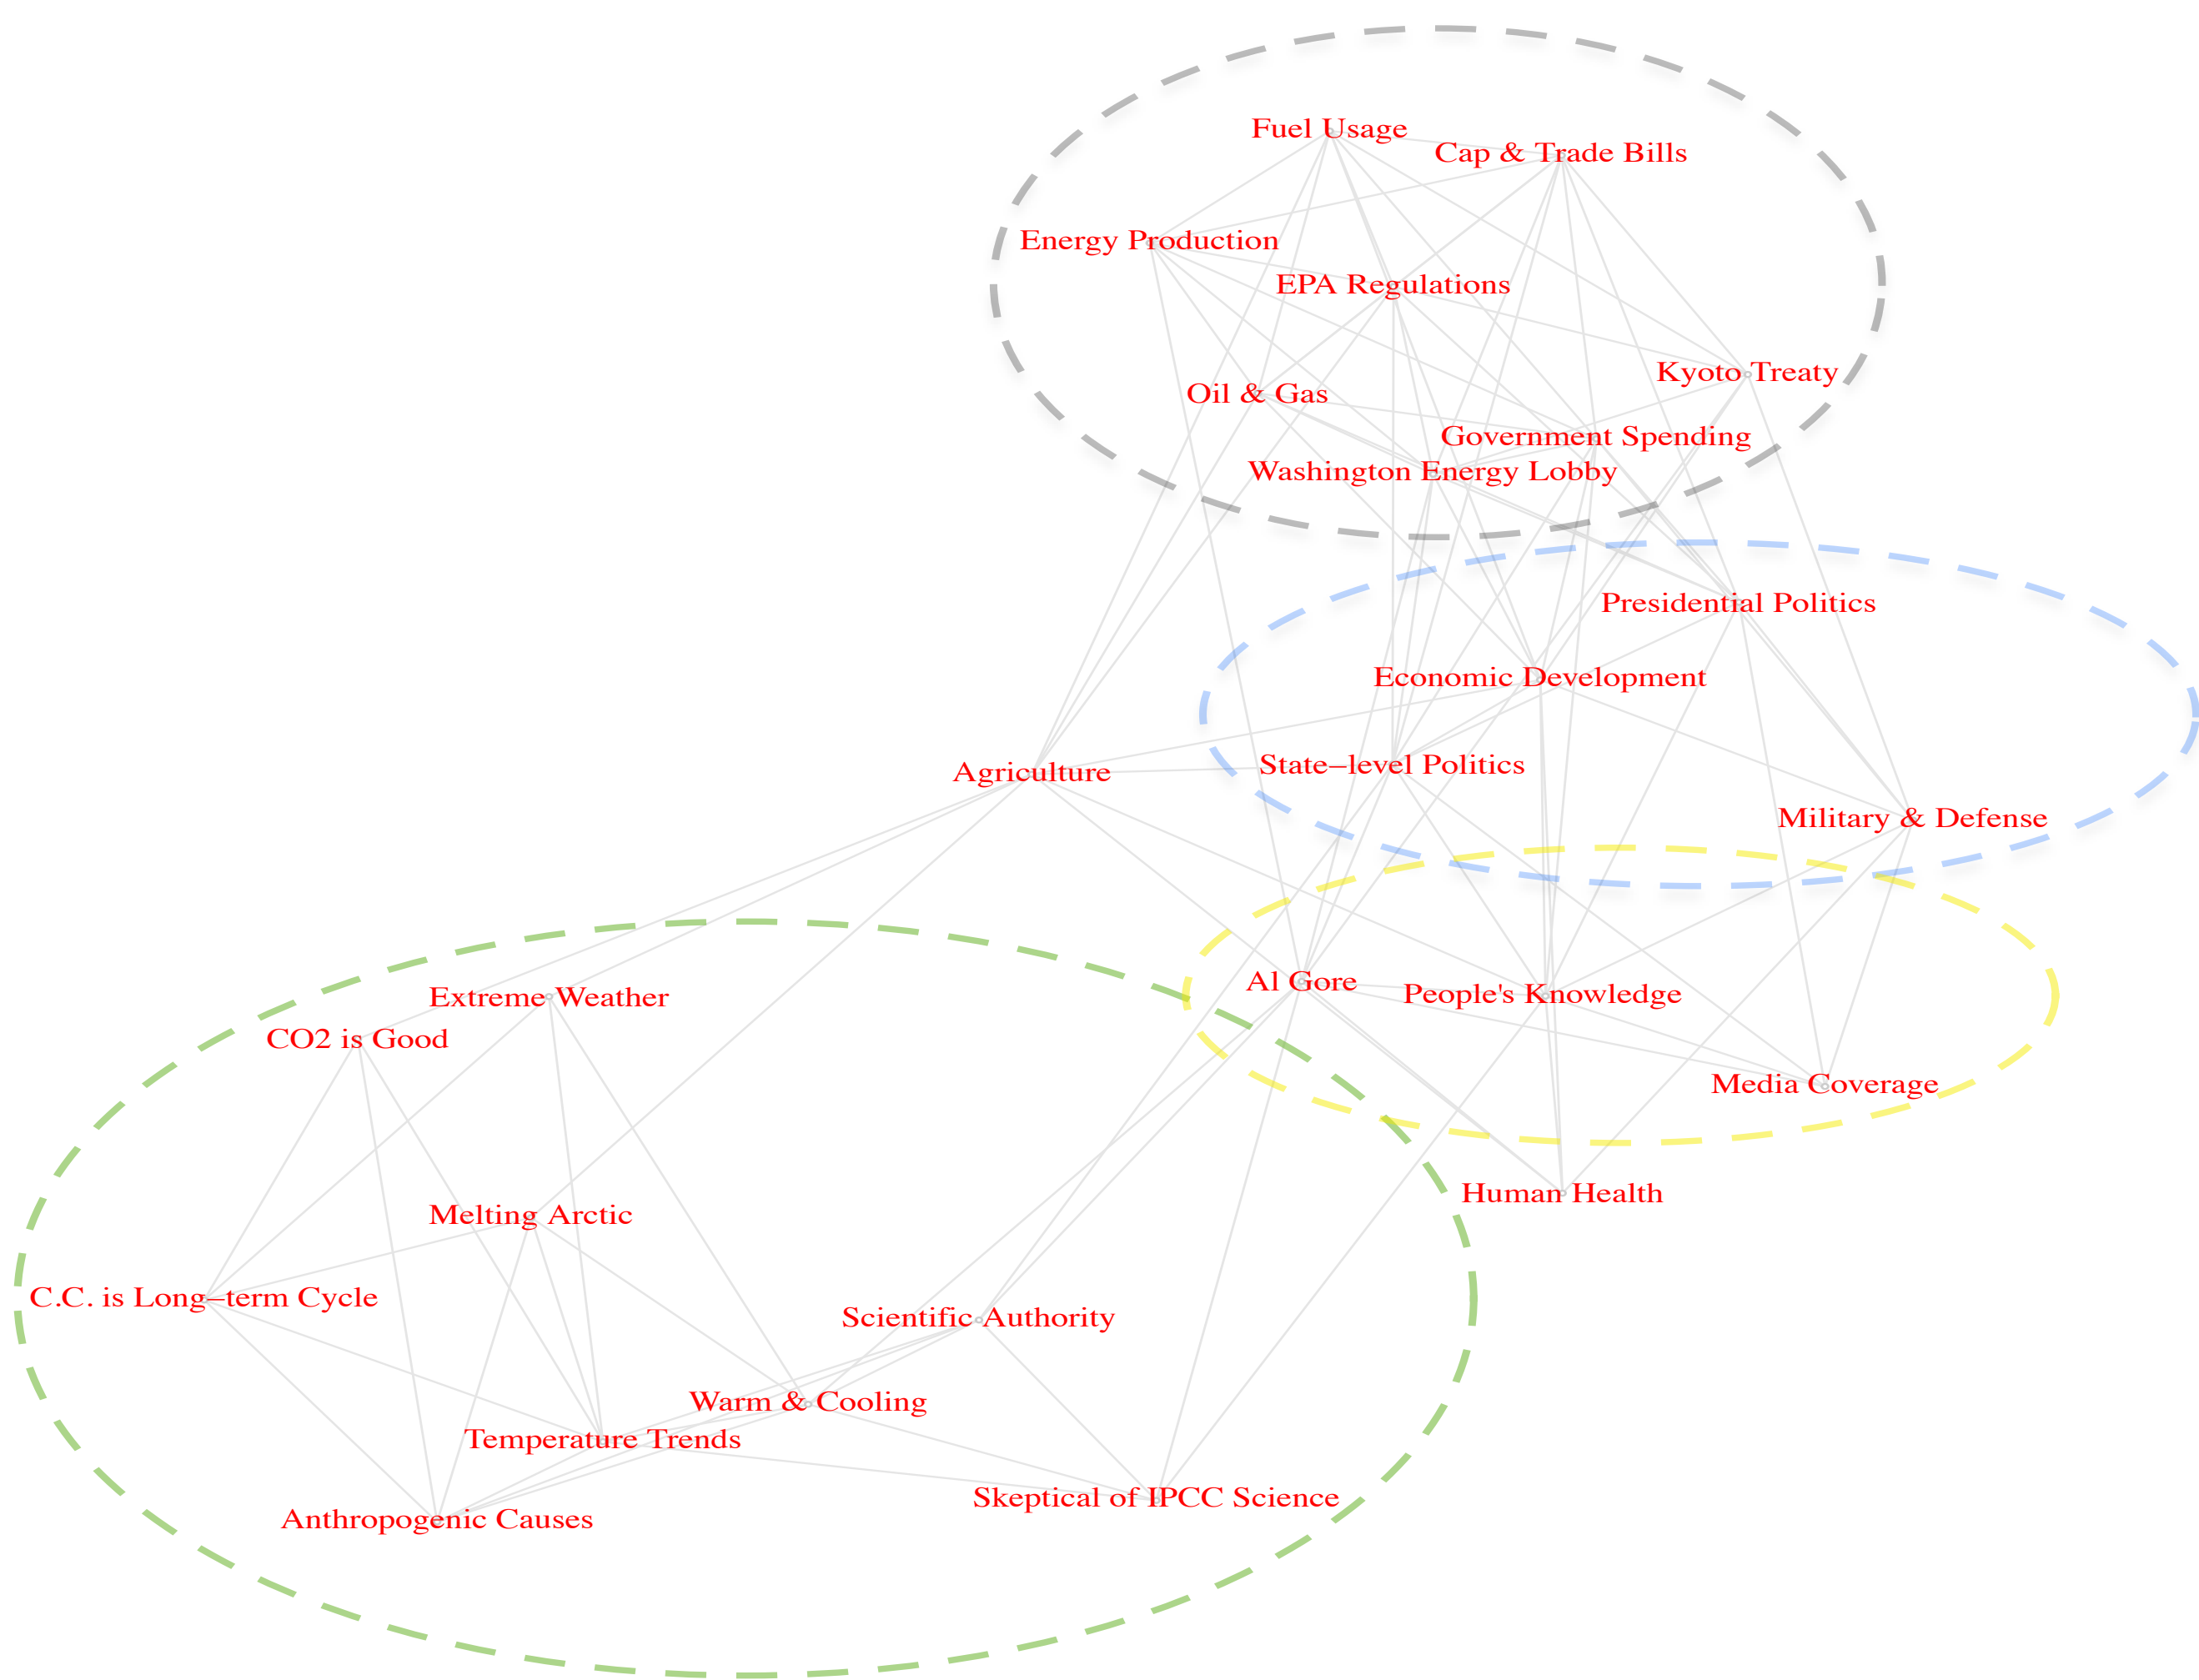 Fuel Usage
Cap & Trade Bills
Energy Production
EPA Regulations
Kyoto Treaty
Oil & Gas
Government Spending
Washington Energy Lobby
Presidential Politics
Economic Development
State–level Politics
Agriculture
Military & Defense
Al Gore
People's Knowledge
Extreme Weather
CO2 is Good
Media Coverage
Human Health
Melting Arctic
C.C. is Long–term Cycle
Scientific Authority
Warm & Cooling
Temperature Trends
Skeptical of IPCC Science
Anthropogenic Causes